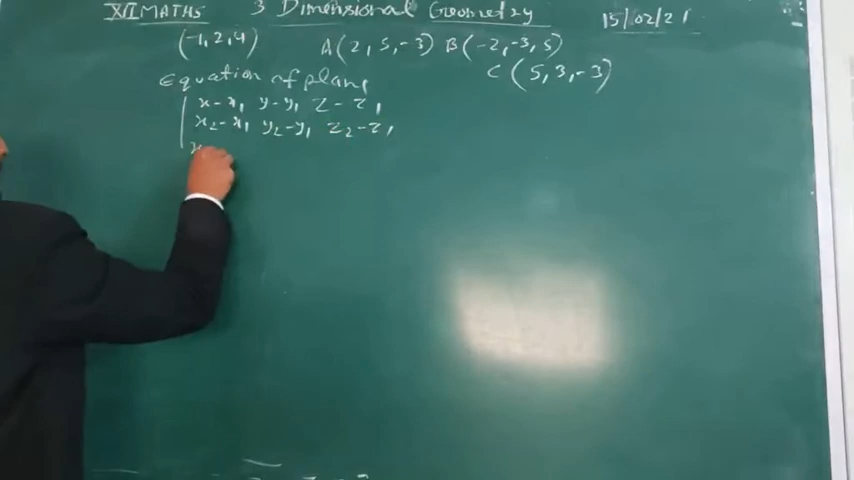 XII MATHS 3 Dimensional Geometry 15/02/21
(-1, 2, 4) A(2, 5, -3) B(-2, -3, 5)
C(5, 3, -3)
Equation of plane
x - x₁ y - y₁ z - z₁
x₂ - x₁ y₂ - y₁ z₂ - z₁
x